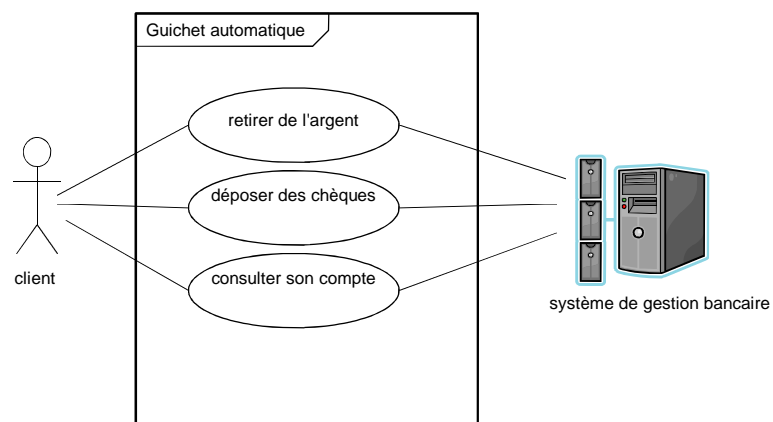 Guichet automatique
retirer de l'argent
déposer des chèques
consulter son compte
client
système de gestion bancaire